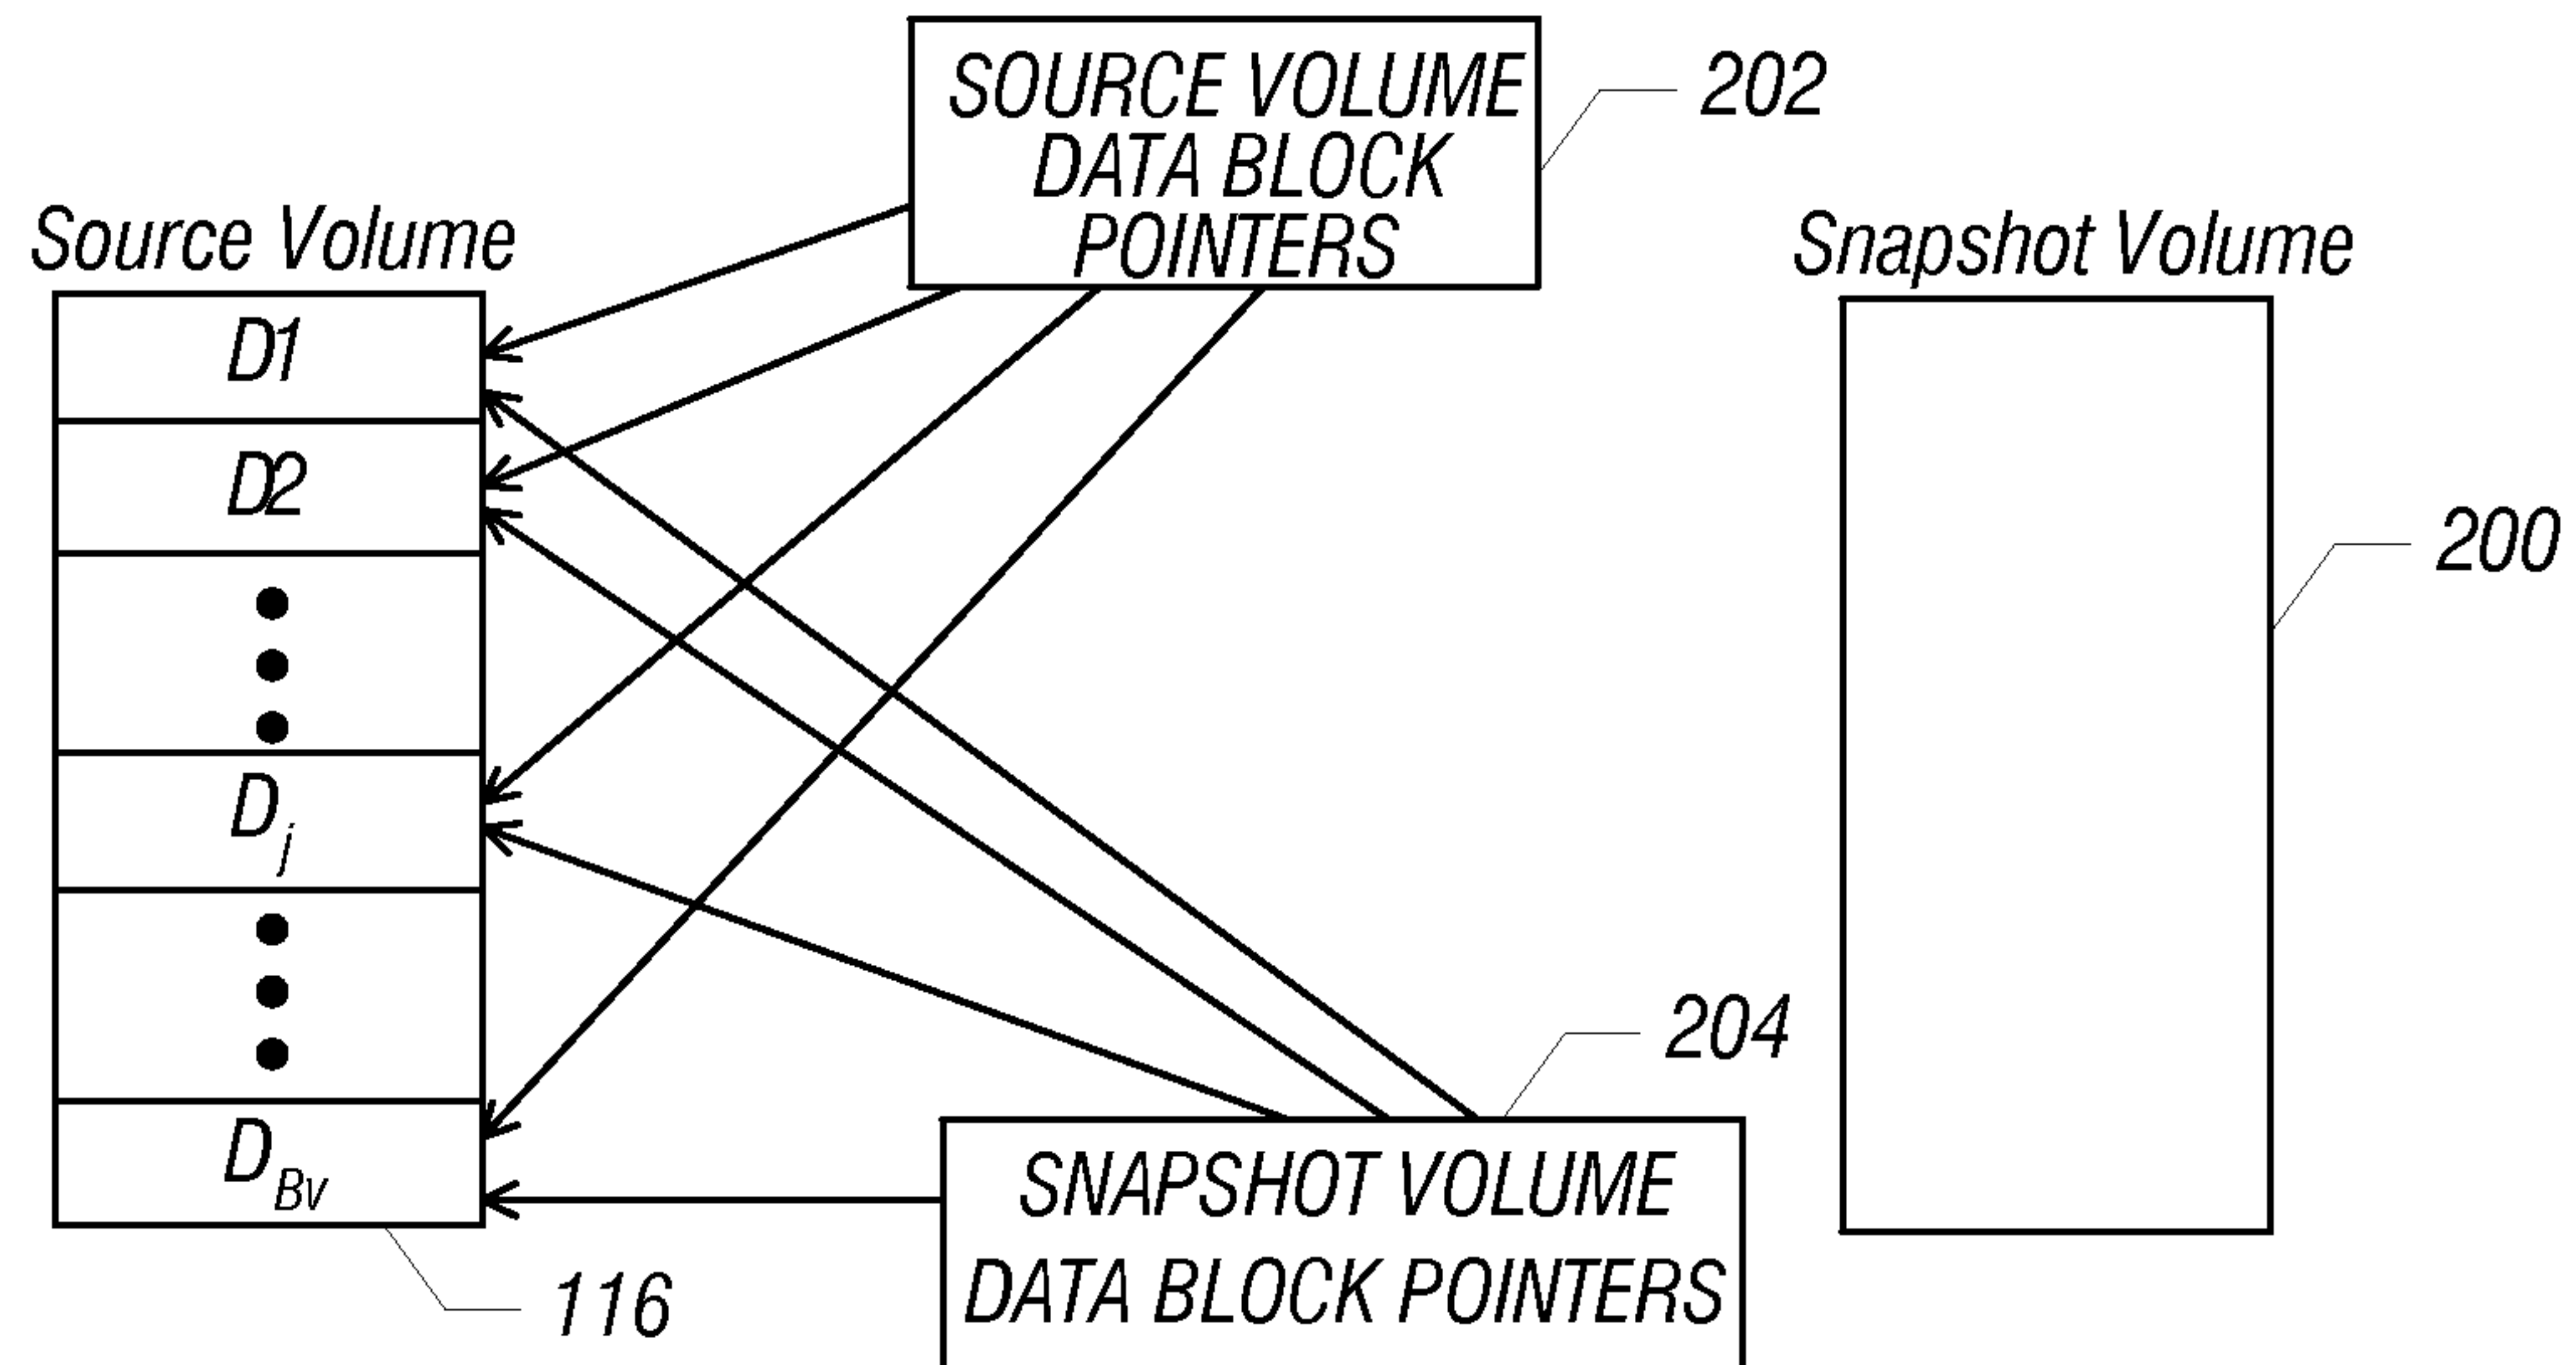 SOURCE VOLUME
DATA BLOCK
POINTERS
202
Source Volume
D1
D2
Dj
DBv
116
Snapshot Volume
200
204
SNAPSHOT VOLUME
DATA BLOCK POINTERS